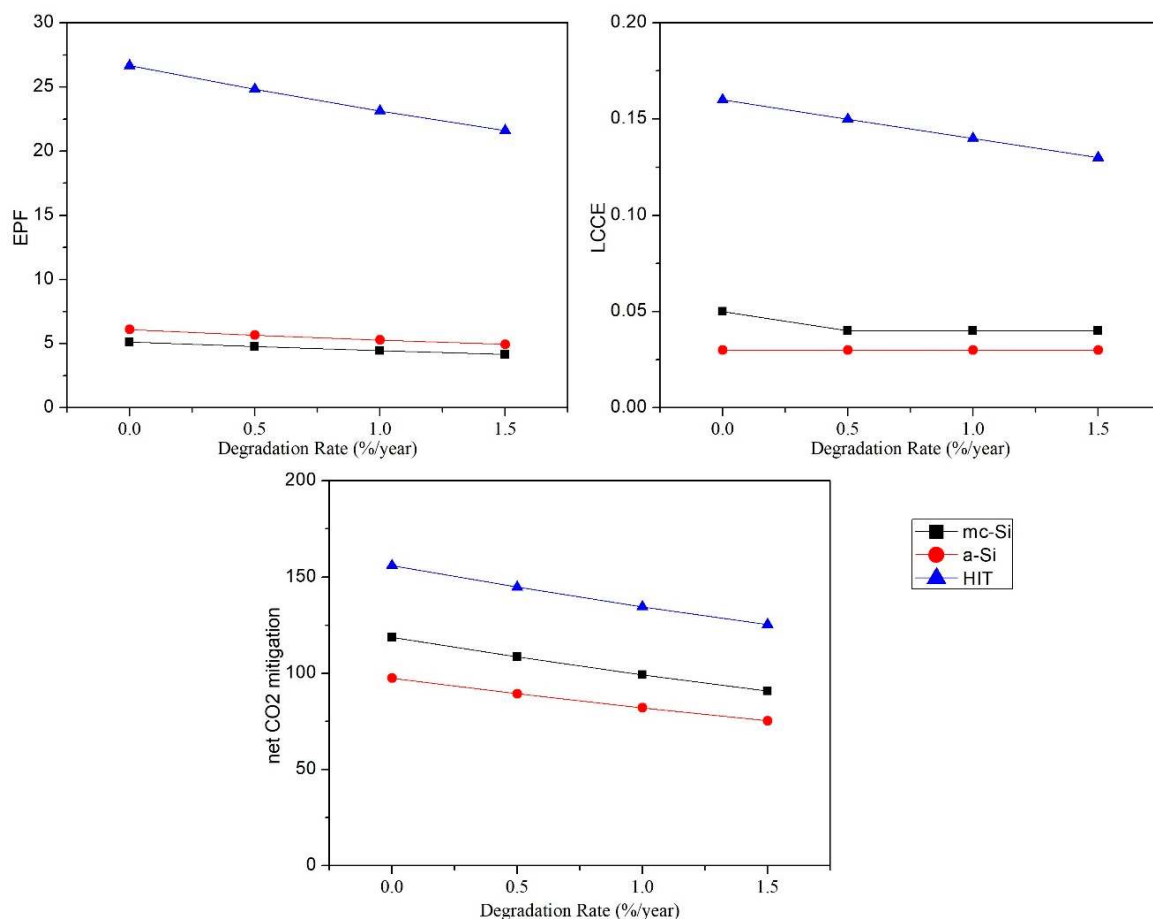 30
25
20
15
10
5
0
EPF
0.0 0.5 1.0 1.5
Degradation Rate (%/year)
0.20
0.15
0.10
0.05
0.00
LCCE
0.0 0.5 1.0 1.5
Degradation Rate (%/year)
200
150
100
50
0
net CO2 mitigation
0.0 0.5 1.0 1.5
Degradation Rate (%/year)
mc-Si
a-Si
HIT